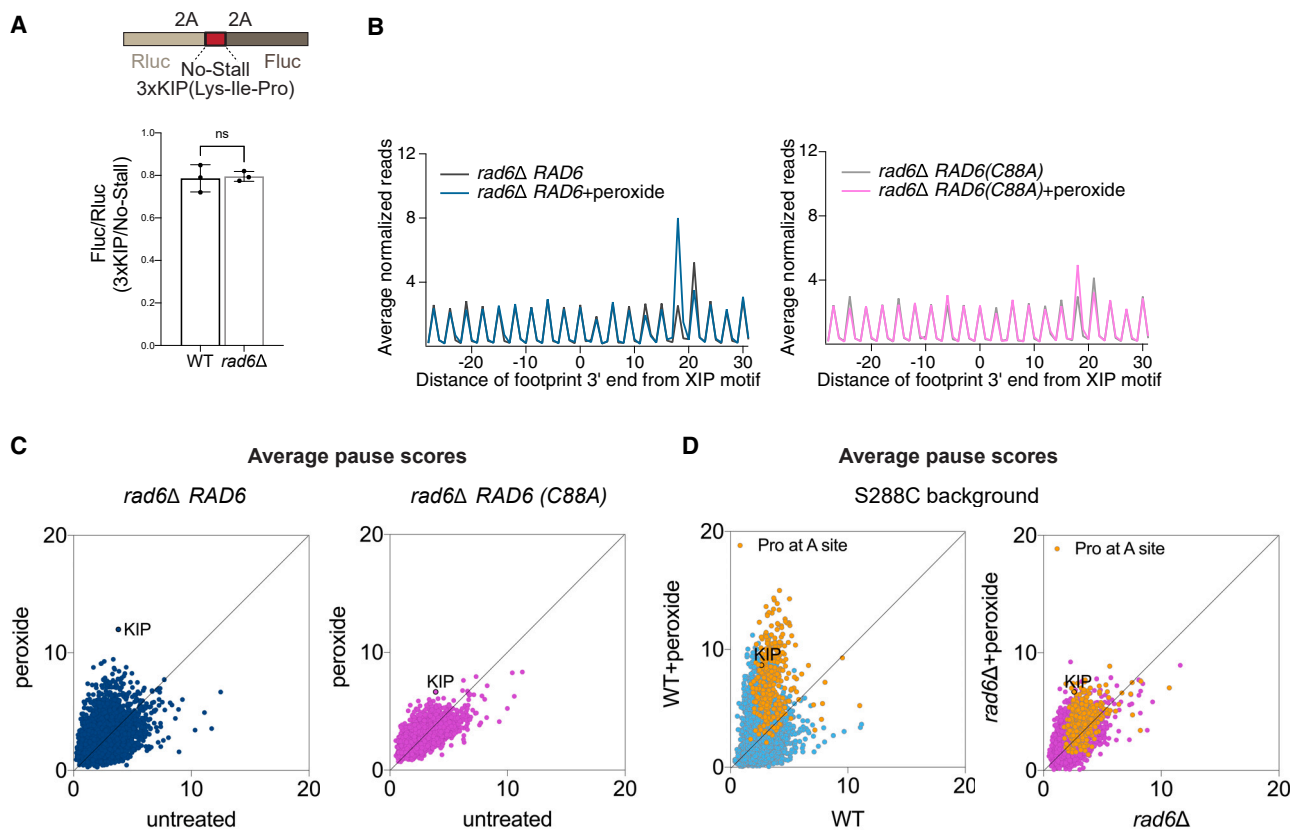 A
2A 2A
Rluc Fluc
No-Stall
3xKIP(Lys-Ile-Pro)
ns
1.0
0.8
0.6
0.4
0.2
0.0
Fluc/Rluc
(3xKIP/No-Stall)
WT rad6Δ
B
12
8
4
Average normalized reads
rad6Δ RAD6
rad6Δ RAD6+peroxide
-20 -10 0 10 20 30
Distance of footprint 3' end from XIP motif
12
8
4
Average normalized reads
rad6Δ RAD6(C88A)
rad6Δ RAD6(C88A)+peroxide
-20 -10 0 10 20 30
Distance of footprint 3' end from XIP motif
C
Average pause scores
rad6Δ RAD6
20
10
0
peroxide
KIP
0 10 20
untreated
rad6Δ RAD6 (C88A)
20
10
0
peroxide
KIP
0 10 20
untreated
D
Average pause scores
S288C background
20
10
0
WT+peroxide
Pro at A site
KIP
0 10 20
WT
20
10
0
rad6Δ+peroxide
Pro at A site
KIP
0 10 20
rad6Δ